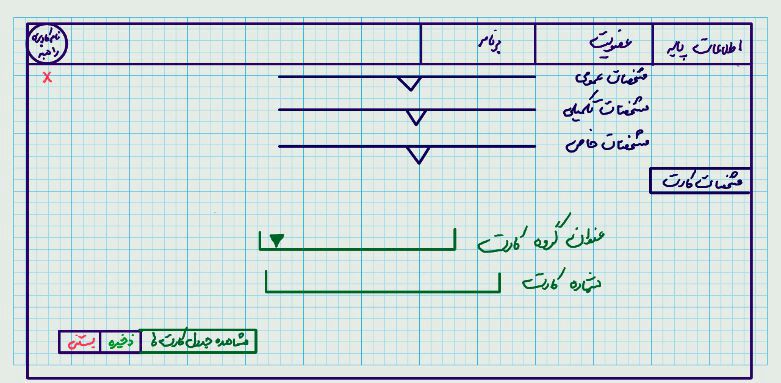 اطلاعات پایه
عضویت
برنامه
نام کاربری
راهبر
X
مشخصات عمومی
مشخصات تکمیلی
مشخصات خاص
مشخصات کارت
عنوان گروه کارت
شماره کارت
مشاهده جدول کارت ها
ذخیره
بستن